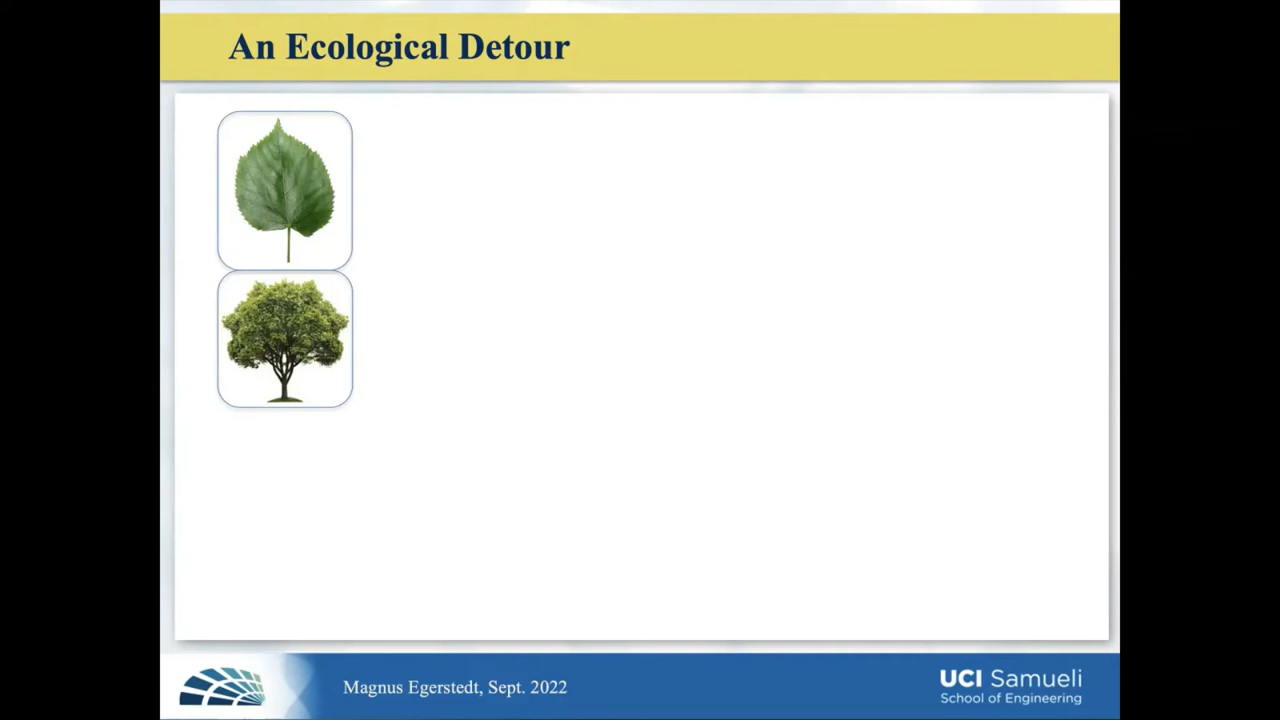 An Ecological Detour
Magnus Egerstedt, Sept. 2022
UCI Samueli
School of Engineering